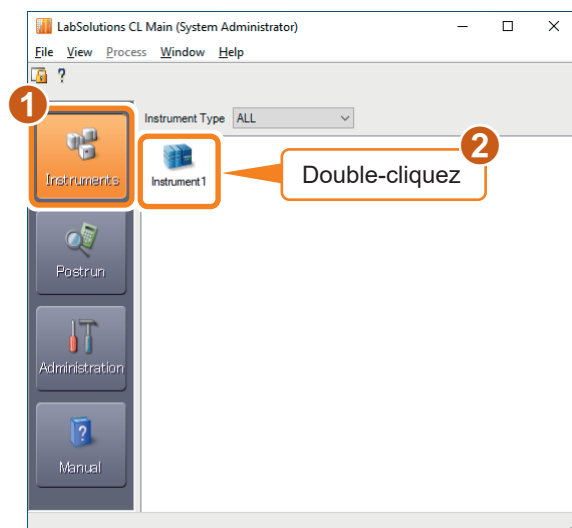 LabSolutions CL Main (System Administrator)
File View Process Window Help
?
1
Instrument Type ALL
2
Instruments
Instrument1
Double-cliquez
Postrun
Administration
?
Manual